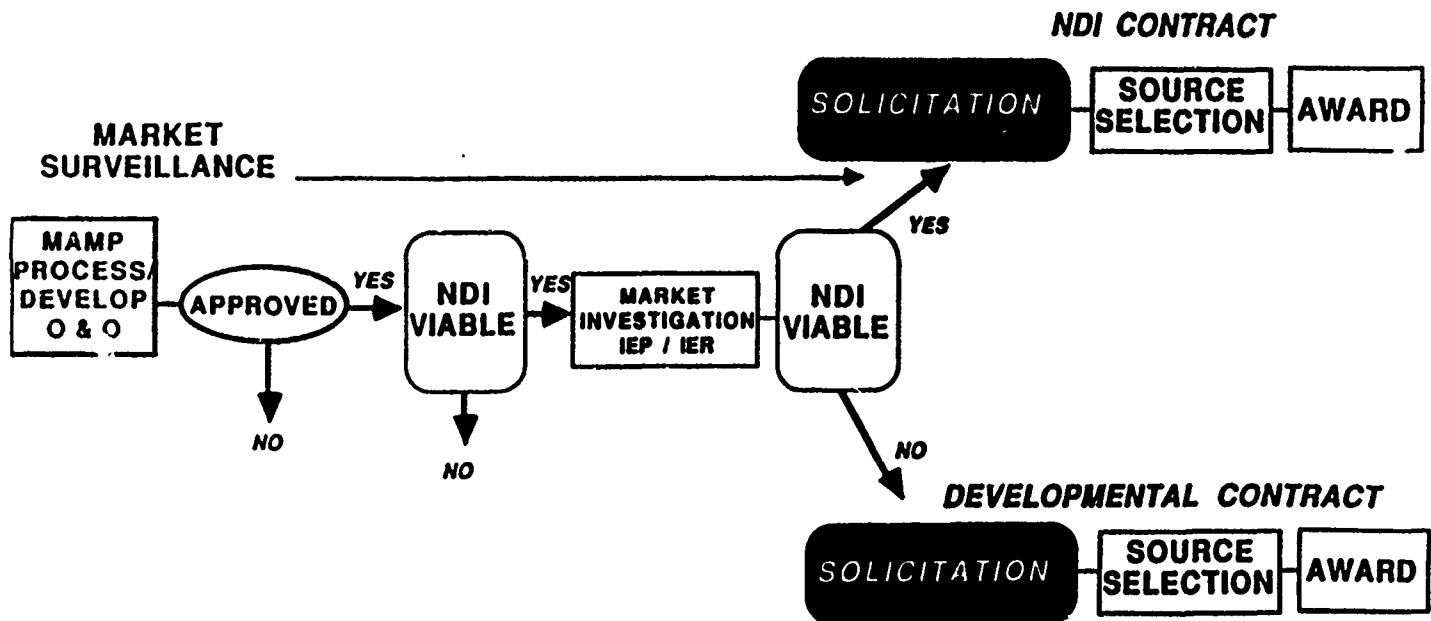 NDI CONTRACT
SOLICITATION
SOURCE
SELECTION
AWARD
MARKET
SURVEILLANCE
MAMP
PROCESS/
DEVELOP
O & O
APPROVED
YES
NO
NDI
VIABLE
YES
NO
MARKET
INVESTIGATION
IEP / IER
NDI
VIABLE
YES
NO
DEVELOPMENTAL CONTRACT
SOLICITATION
SOURCE
SELECTION
AWARD